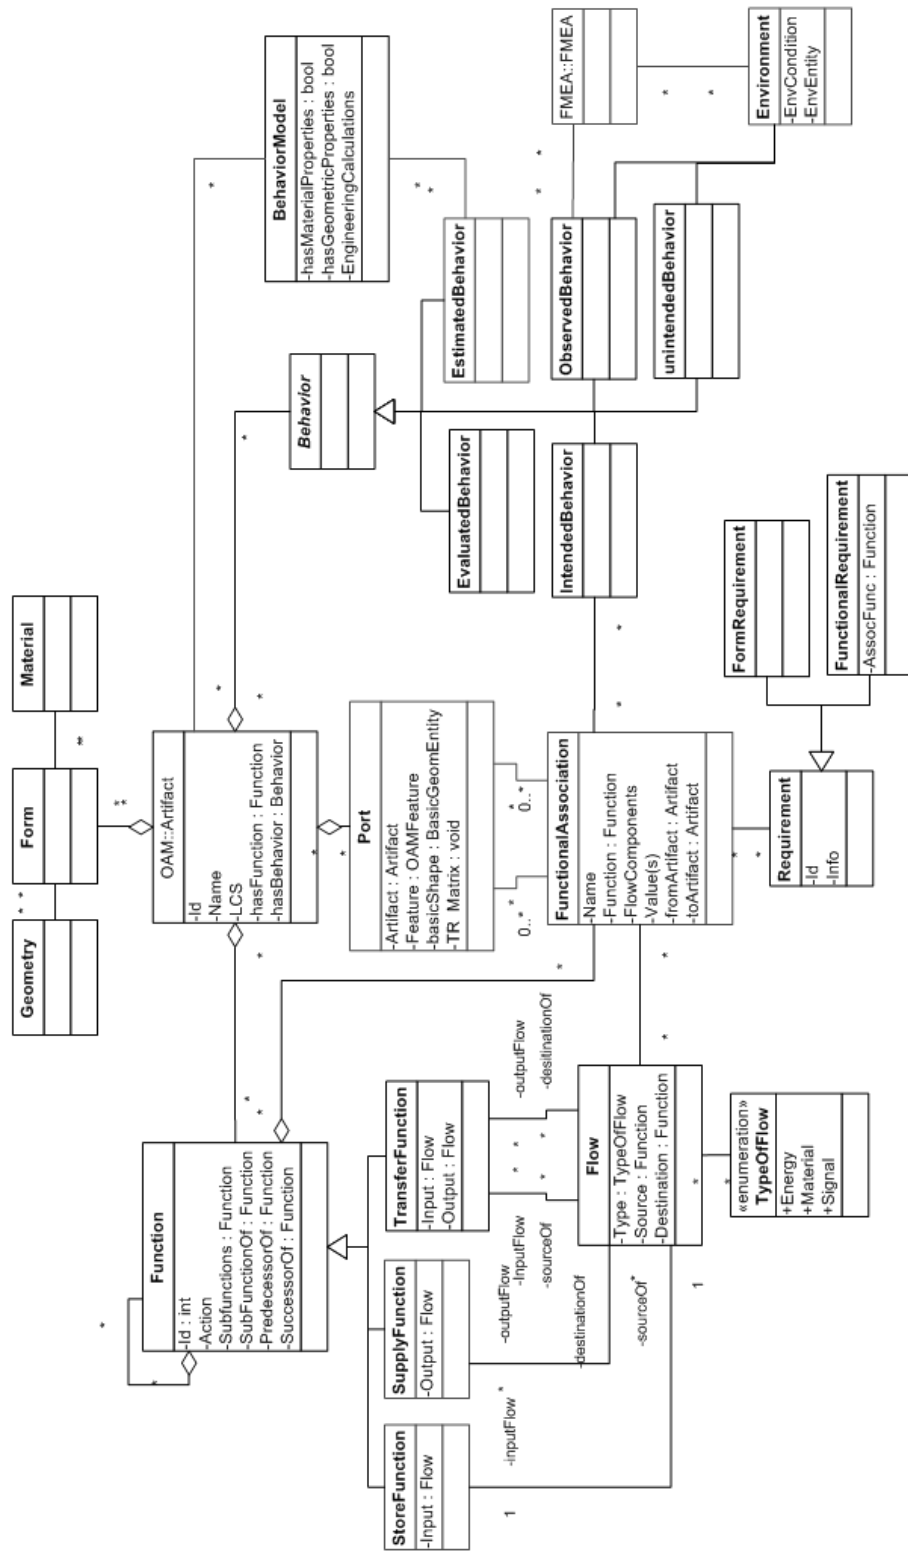 Geometry
* *
Form
*
*
**
Material
OAM::Artifact
-Id
-Name
-LCS
-hasFunction : Function
-hasBehavior : Behavior
*
*
*
*
*
Behavior
*
BehaviorModel
-hasMaterialProperties : bool
-hasGeometricProperties : bool
-EngineeringCalculations
*
*
Function
-Id : int
-Action
-Subfunctions : Function
-SubFunctionOf : Function
-PredecessorOf : Function
-SuccessorOf : Function
*
*
*
*
Port
-Artifact : Artifact
-Feature : OAMFeature
-basicShape : BasicGeomEntity
-TR_Matrix : void
*
*
EvaluatedBehavior
EstimatedBehavior
StoreFunction
-Input : Flow
SupplyFunction
-Output : Flow
TransferFunction
-Input : Flow
-Output : Flow
1
-inputFlow
*
-outputFlow
-InputFlow
-sourceOf
*
*
-outputFlow
-desitinationOf
*
*
-destinationOf
-sourceOf
*
1
0..*
*
0..*
*
FunctionalAssociation
-Name
-Function : Function
-FlowComponents
-Value(s)
-fromArtifact : Artifact
-toArtifact : Artifact
*
*
*
IntendedBehavior
ObservedBehavior
*
*
FMEA::FMEA
Flow
-Type : TypeOfFlow
-Source : Function
-Destination : Function
*
*
*
*
«enumeration»
TypeOfFlow
+Energy
+Material
+Signal
*
*
Requirement
-Id
-Info
FormRequirement
FunctionalRequirement
-AssocFunc : Function
unintendedBehavior
*
*
Environment
-EnvCondition
-EnvEntity